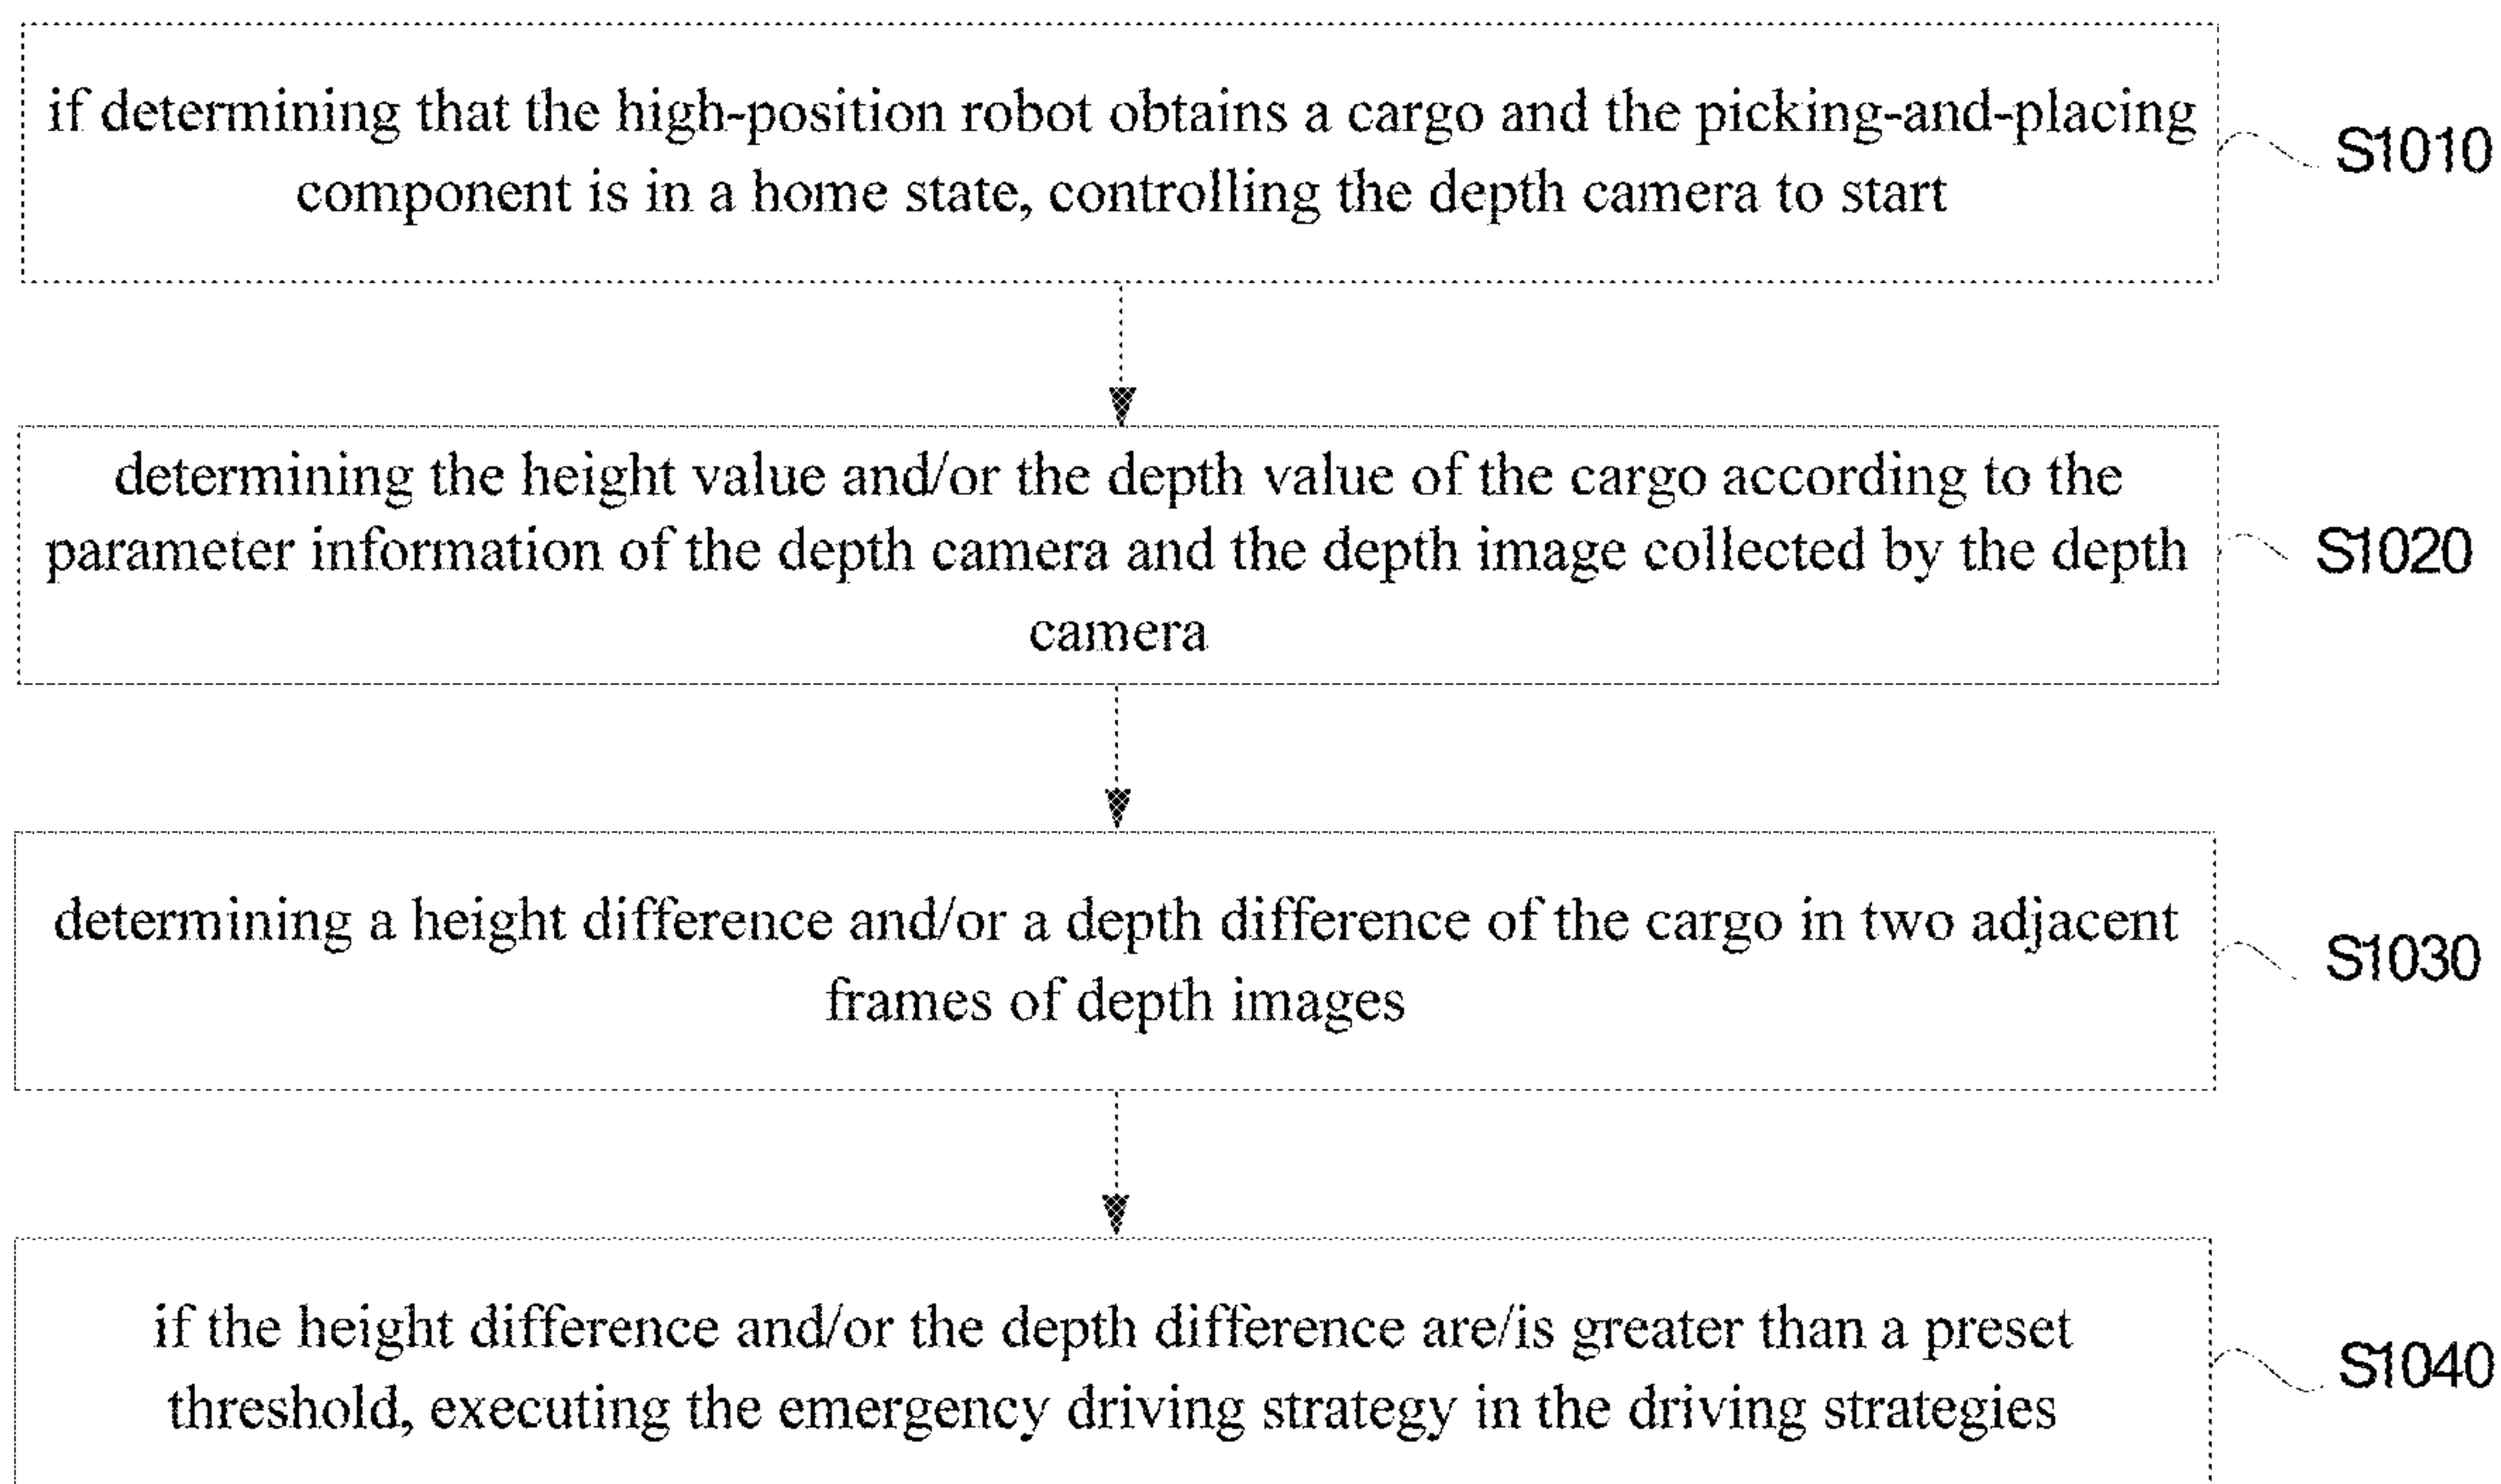 if determining that the high-position robot obtains a cargo and the picking-and-placing
component is in a home state, controlling the depth camera to start
S1010
determining the height value and/or the depth value of the cargo according to the
parameter information of the depth camera and the depth image collected by the depth
camera
S1020
determining a height difference and/or a depth difference of the cargo in two adjacent
frames of depth images
S1030
if the height difference and/or the depth difference are/is greater than a preset
threshold, executing the emergency driving strategy in the driving strategies
S1040